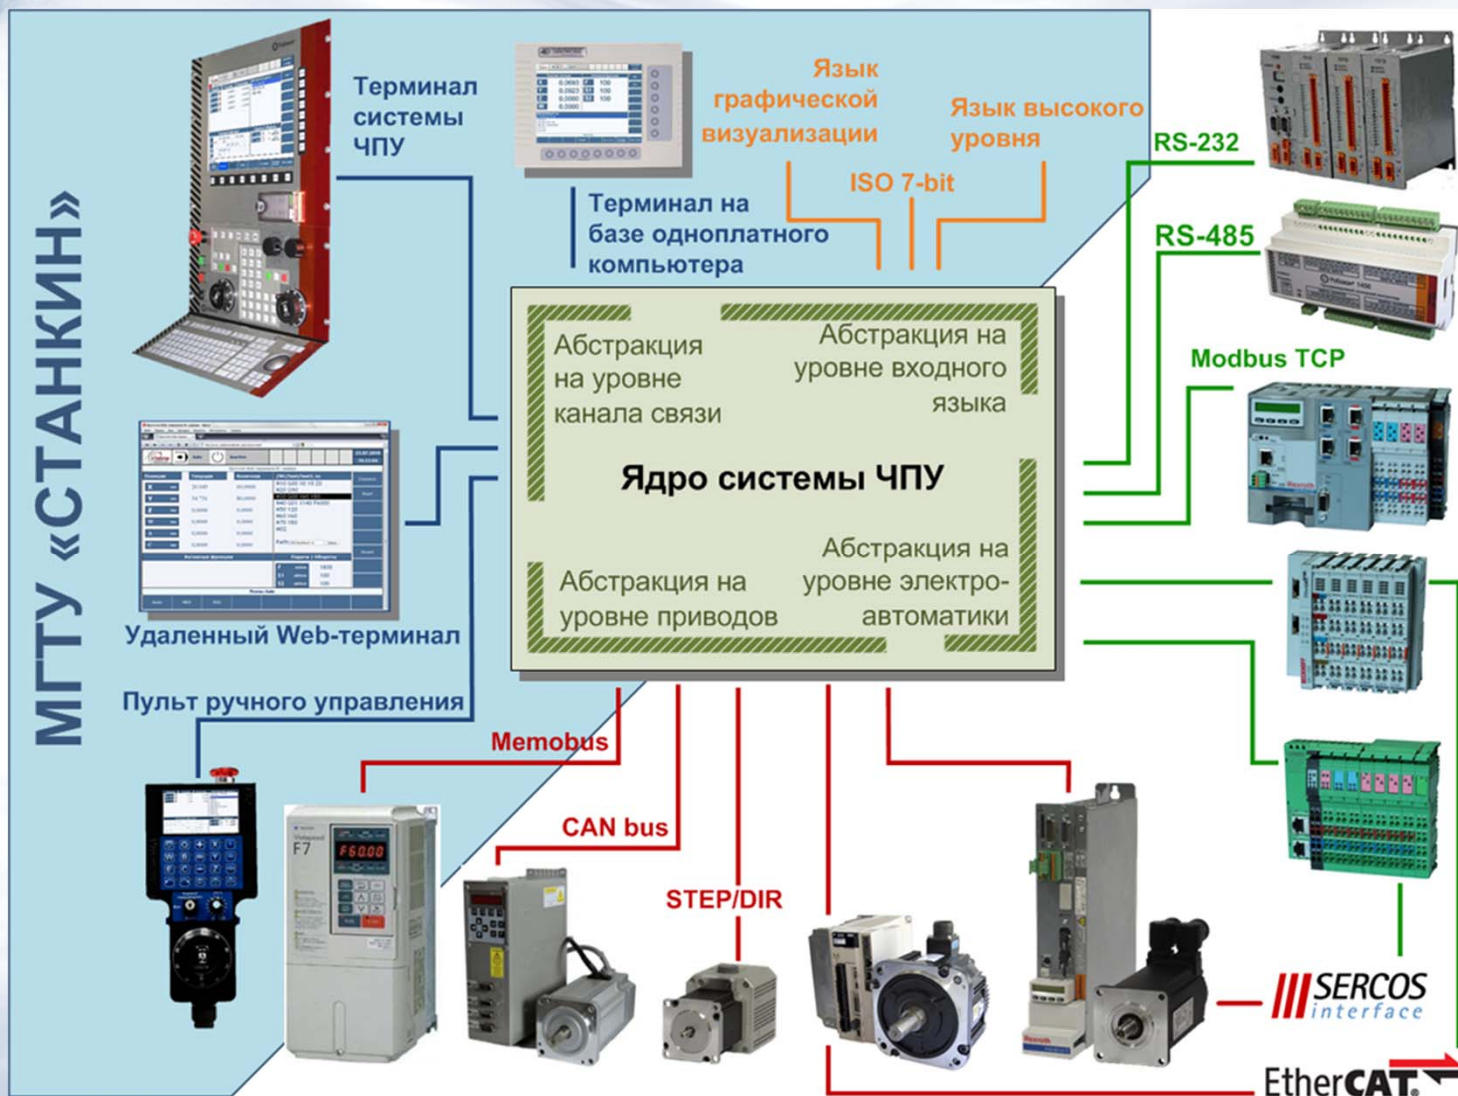 МГТУ «СТАНКИН»
Терминал
системы
ЧПУ
Терминал на
базе одноплатного
компьютера
Язык
графической
визуализации
ISO 7-bit
Язык высокого
уровня
RS-232
RS-485
Modbus TCP
Абстракция
на уровне
канала связи
Абстракция на
уровне входного
языка
Ядро системы ЧПУ
Абстракция на
уровне приводов
Абстракция на
уровне электро-
автоматики
Удаленный Web-терминал
Пульт ручного управления
Memobus
CAN bus
STEP/DIR
F7
F60.00
SERCOS
interface
EtherCAT